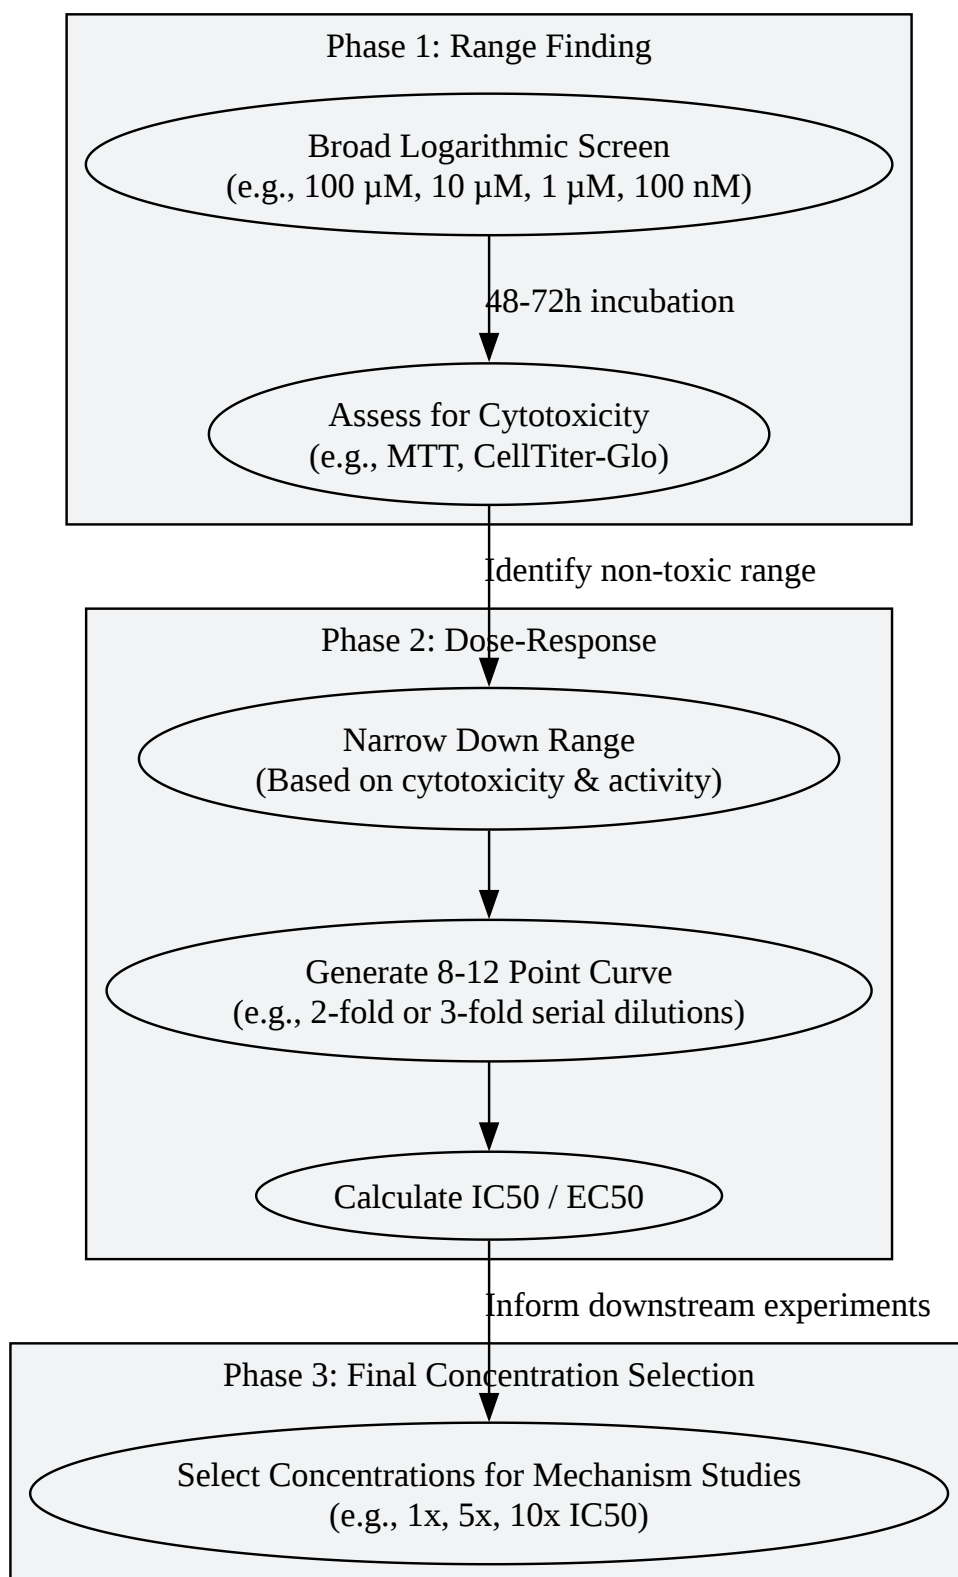 Phase 1: Range Finding
Broad Logarithmic Screen
(e.g., 100 µM, 10 µM, 1 µM, 100 nM)
48-72h incubation
Assess for Cytotoxicity
(e.g., MTT, CellTiter-Glo)
Identify non-toxic range
Phase 2: Dose-Response
Narrow Down Range
(Based on cytotoxicity & activity)
Generate 8-12 Point Curve
(e.g., 2-fold or 3-fold serial dilutions)
Calculate IC50 / EC50
Inform downstream experiments
Phase 3: Final Concentration Selection
Select Concentrations for Mechanism Studies
(e.g., 1x, 5x, 10x IC50)